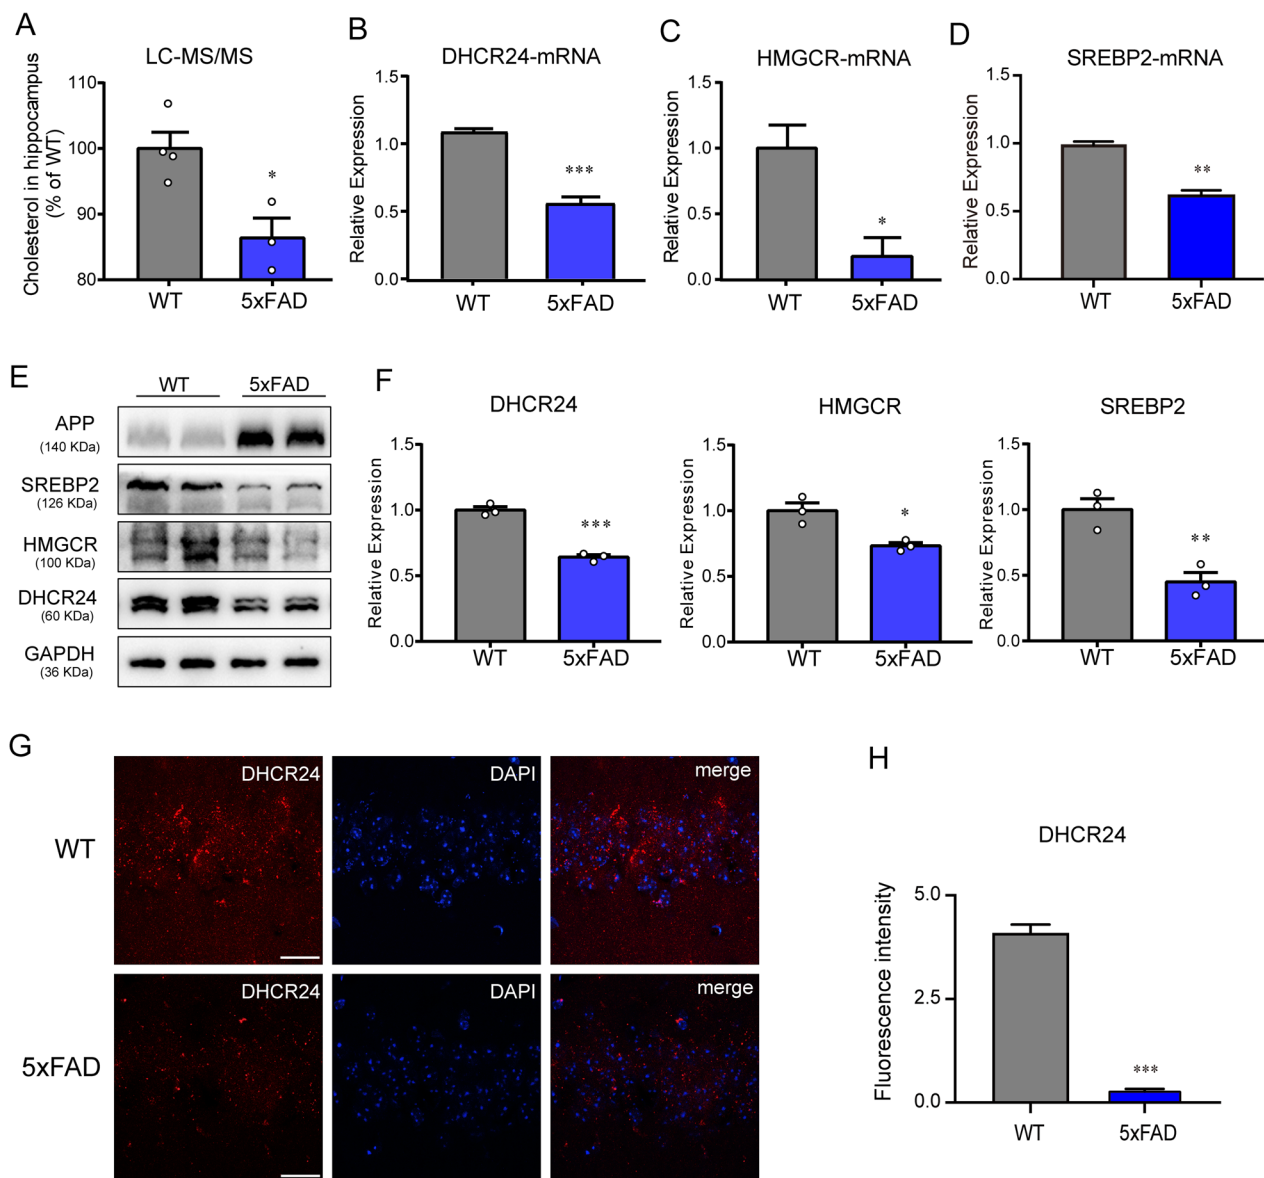 A
LC-MS/MS
Cholesterol in hippocampus
(% of WT)
110
100
90
80
*
WT
5xFAD
B
DHCR24-mRNA
Relative Expression
1.5
1.0
0.5
0.0
***
WT
5xFAD
C
HMGCR-mRNA
Relative Expression
1.5
1.0
0.5
0.0
*
WT
5xFAD
D
SREBP2-mRNA
Relative Expression
1.5
1.0
0.5
0.0
**
WT
5xFAD
E
WT
5xFAD
APP
(140 KDa)
SREBP2
(126 KDa)
HMGCR
(100 KDa)
DHCR24
(60 KDa)
GAPDH
(36 KDa)
F
DHCR24
Relative Expression
1.5
1.0
0.5
0.0
***
WT
5xFAD
HMGCR
Relative Expression
1.5
1.0
0.5
0.0
*
WT
5xFAD
SREBP2
Relative Expression
1.5
1.0
0.5
0.0
**
WT
5xFAD
G
WT
DHCR24
DAPI
merge
5xFAD
DHCR24
DAPI
merge
H
DHCR24
Fluorescence intensity
5.0
2.5
0.0
***
WT
5xFAD